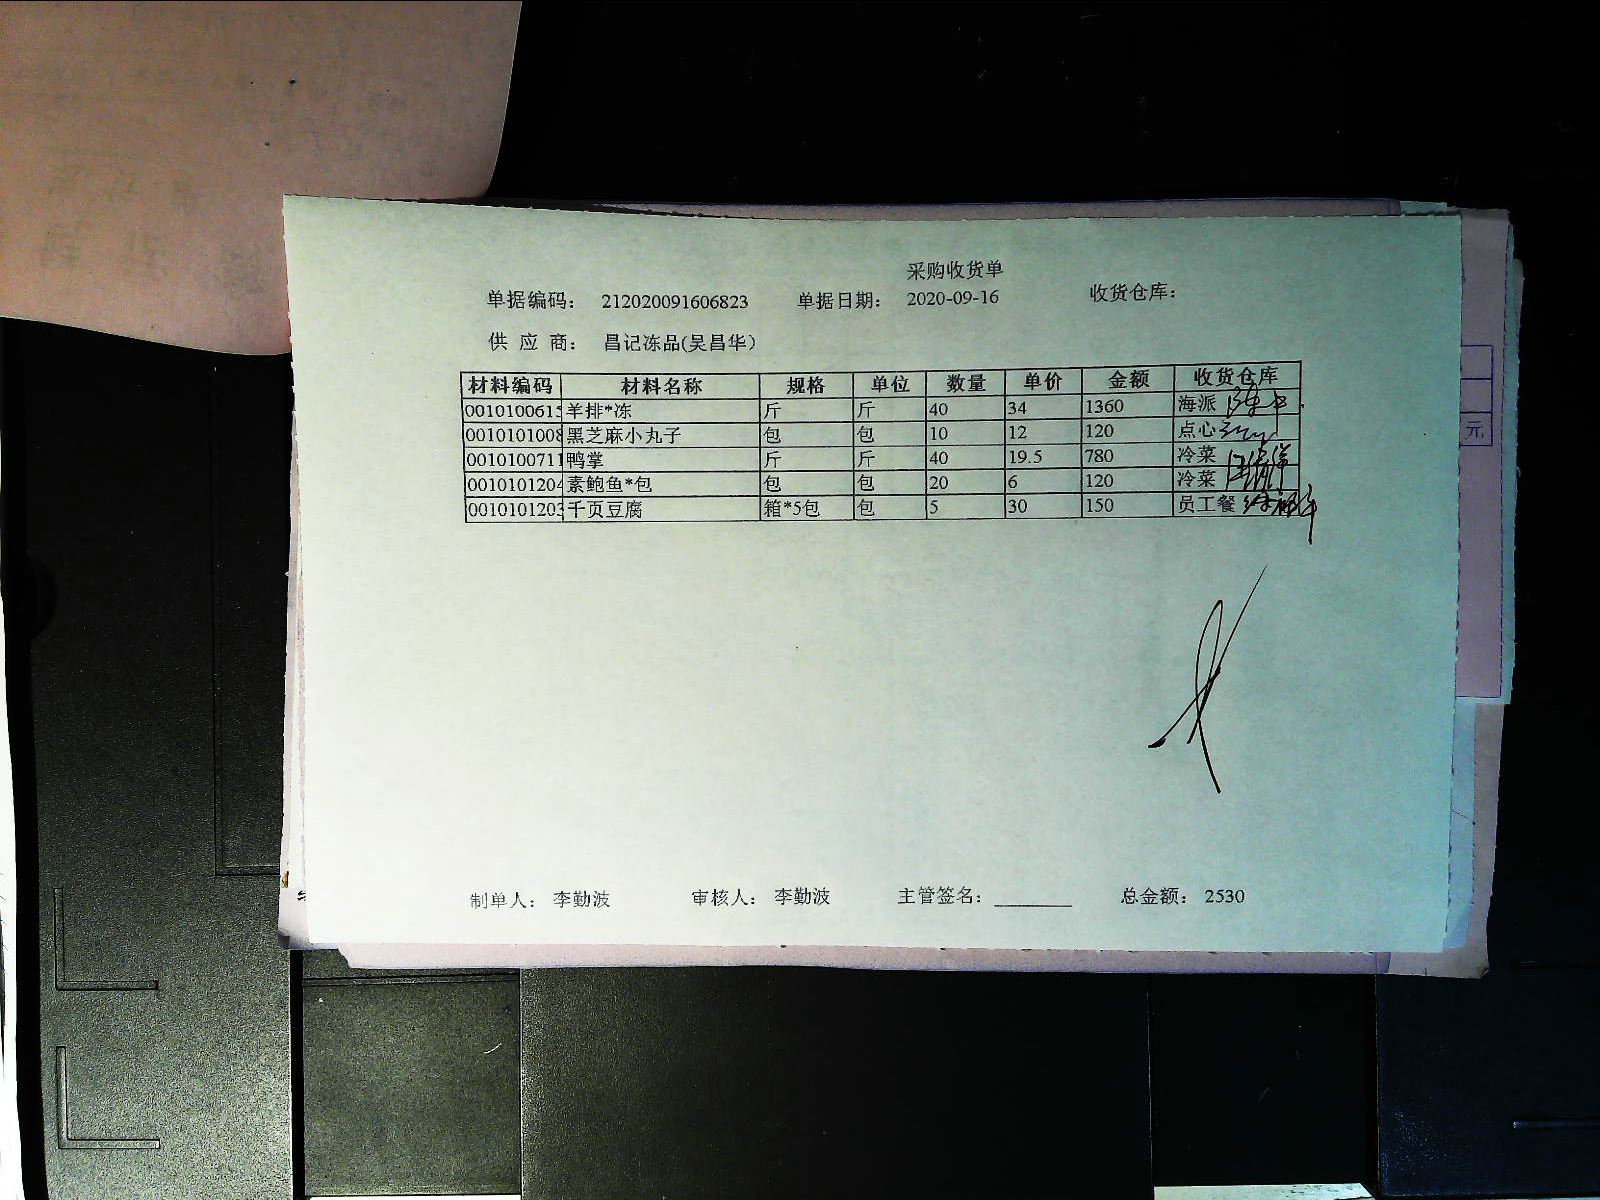 采购收货单
单据编码： 212020091606823 单据日期： 2020-09-16 收货仓库：
供 应 商： 昌记冻品(吴昌华)
材料编码 材料名称 规格 单位 数量 单价 金额 收货仓库
0010100615 羊排*冻 斤 斤 40 34 1360 海派
0010101008 黑芝麻小丸子 包 包 10 12 120 点心
0010100711 鸭掌 斤 斤 40 19.5 780 冷菜
0010101204 素鲍鱼*包 包 包 20 6 120 冷菜
0010101203 千页豆腐 箱*5包 包 5 30 150 员工餐
元
制单人： 李勤波 审核人： 李勤波 主管签名： 总金额： 2530